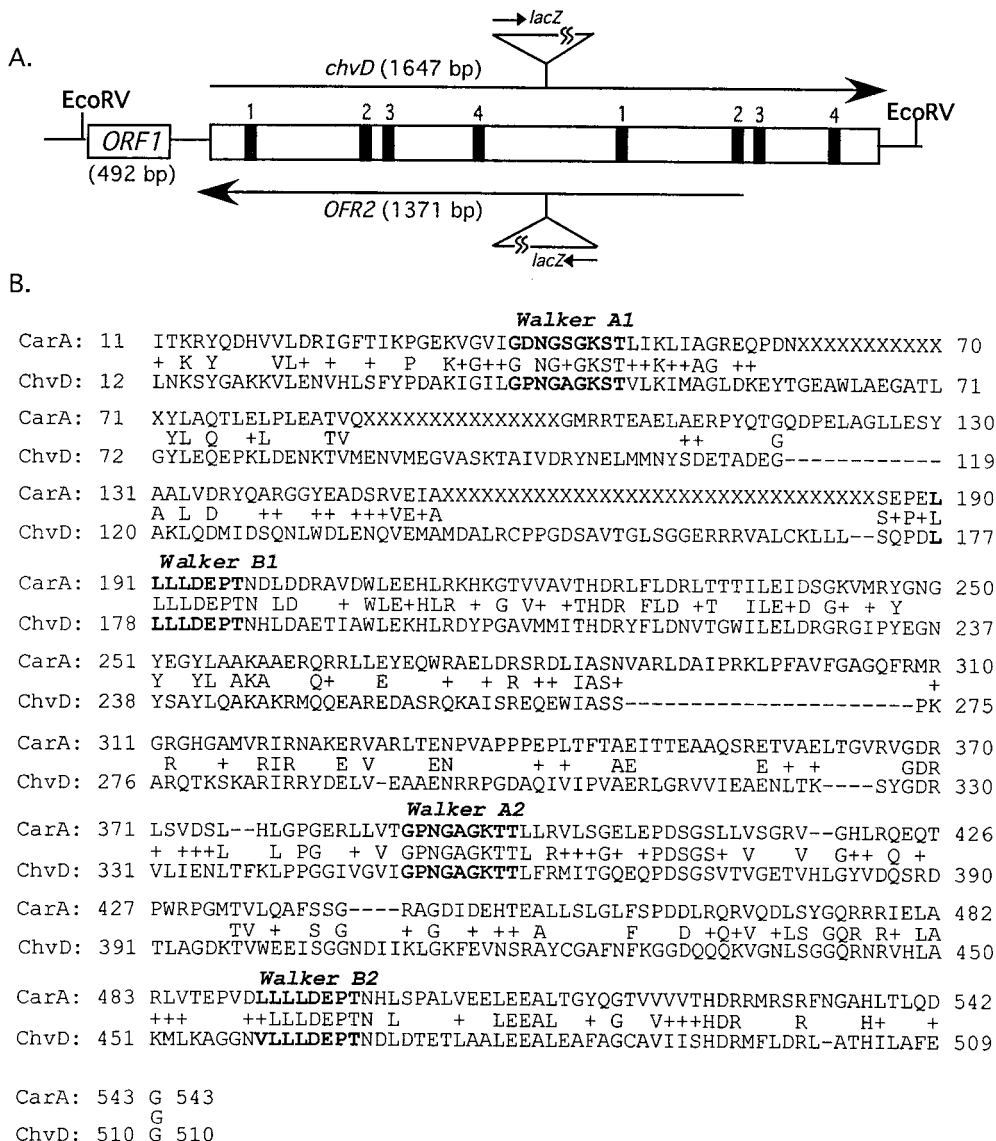 A.
lacZ
chvD (1647 bp)
EcoRV
EcoRV
1 2 3 4 1 2 3 4
ORF1
(492 bp)
OFR2 (1371 bp)
lacZ
B.
Walker A1
CarA: 11 ITKRYQDHVVLDRIGFTIKPGEKVGVIGDNGSGKSTLIKLIAGREQPDNXXXXXXXXXXX 70
+ K Y VL+ + + P K+G++G NG+GKST++K++AG ++
ChvD: 12 LNKSYGAKKVLENVHLSFYPDAKIGILGPNGAGKSTVLKIMAGLDKEYTGEAWLAEGATL 71
CarA: 71 XYLAQTLELPLEATVQXXXXXXXXXXXXXXXGMRRTEAELAERPYQTGQDPELAGLLESY 130
YL Q +L TV ++ G
ChvD: 72 GYLEQEPKLDENKTVMENVMEGVASKTAIVDRYNELMMNYSDETADEG------------ 119
CarA: 131 AALVDRYQARGGYEADSRVEIAXXXXXXXXXXXXXXXXXXXXXXXXXXXXXXXXXSEPEL 190
A L D ++ ++ +++VE+A S+P+L
ChvD: 120 AKLQDMIDSQNLWDLENQVEMAMDALRCPPGDSAVTGLSGGERRRVALCKLLL--SQPDL 177
Walker B1
CarA: 191 LLLDEPTNDLDDRAVDWLEEHLRKHKGTVVAVTHDRLFLDRLTTTILEIDSGKVMRYGNG 250
LLLDEPTN LD + WLE+HLR + G V+ +THDR FLD +T ILE+D G+ + Y
ChvD: 178 LLLDEPTNHLDAETIAWLEKHLRDYPGAVMMITHDRYFLDNVTGWILELDRGRGIPYEGN 237
CarA: 251 YEGYLAAKAAERQRRLLEYEQWRAELDRSRDLIASNVARLDAIPRKLPFAVFGAGQFRMR 310
Y YL AKA Q+ E + + R ++ IAS+ +
ChvD: 238 YSAYLQAKAKRMQQEAREDASRQKAISREQEWIASS----------------------PK 275
CarA: 311 GRGHGAMVRIRNAKERVARLTENPVAPPPEPLTFTAEITTEAAQSRETVAELTGVRVGDR 370
R + RIR E V EN + + AE E + + GDR
ChvD: 276 ARQTKSKARIRRYDELV-EAAENRRPGDAQIVIPVAERLGRVVIEAENLTK----SYGDR 330
Walker A2
CarA: 371 LSVDSL--HLGPGERLLVTGPNGAGKTTLLRVLSGELEPDSGSLLVSGRV--GHLRQEQT 426
+ +++L L PG + V GPNGAGKTTL R+++G+ +PDSGS+ V V G++ Q +
ChvD: 331 VLIENLTFKLPPGGIVGVIGPNGAGKTTLFRMITGQEQPDSGSVTVGETVHLGYVDQSRD 390
CarA: 427 PWRPGMTVLQAFSSG----RAGDIDEHTEALLSLGLFSPDDLRQRVQDLSYGQRRRIELA 482
TV + S G + G + ++ A F D +Q+V +LS GQR R+ LA
ChvD: 391 TLAGDKTVWEEISGGNDIIKLGKFEVNSRAYCGAFNFKGGDQQQKVGNLSGGQRNRVHLA 450
Walker B2
CarA: 483 RLVTEPVDLLLLDEPTNHLSPALVEELEEALTGYQGTVVVVTHDRRMRSRFNGAHLTLQD 542
+++ ++LLLDEPTN L + LEEAL + G V+++HDR R H+ +
ChvD: 451 KMLKAGGNVLLLDEPTNDLDTETLAALEEALEAFAGCAVIISHDRMFLDRL-ATHILAFE 509
CarA: 543 G 543
G
ChvD: 510 G 510